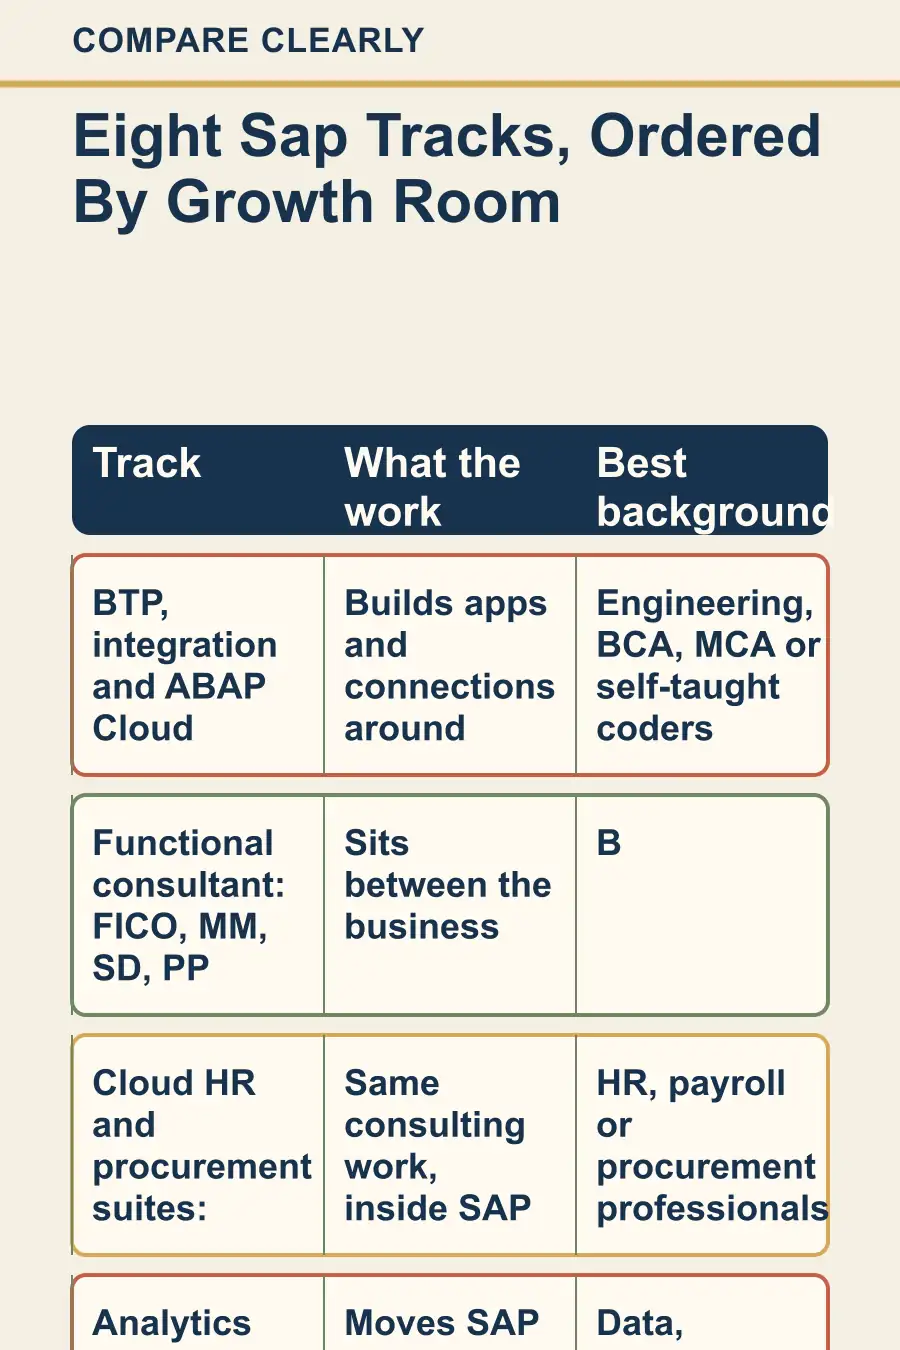 COMPARE CLEARLY
Eight Sap Tracks, Ordered
By Growth Room
Track
What the
work
Best
background
BTP,
integration
and ABAP
Cloud
Builds apps
and
connections
around
Engineering,
BCA, MCA or
self-taught
coders
Functional
consultant:
FICO, MM,
SD, PP
Sits
between the
business
B
Cloud HR
and
procurement
suites:
Same
consulting
work,
inside SAP
HR, payroll
or
procurement
professionals
Analytics
Moves SAP
Data,